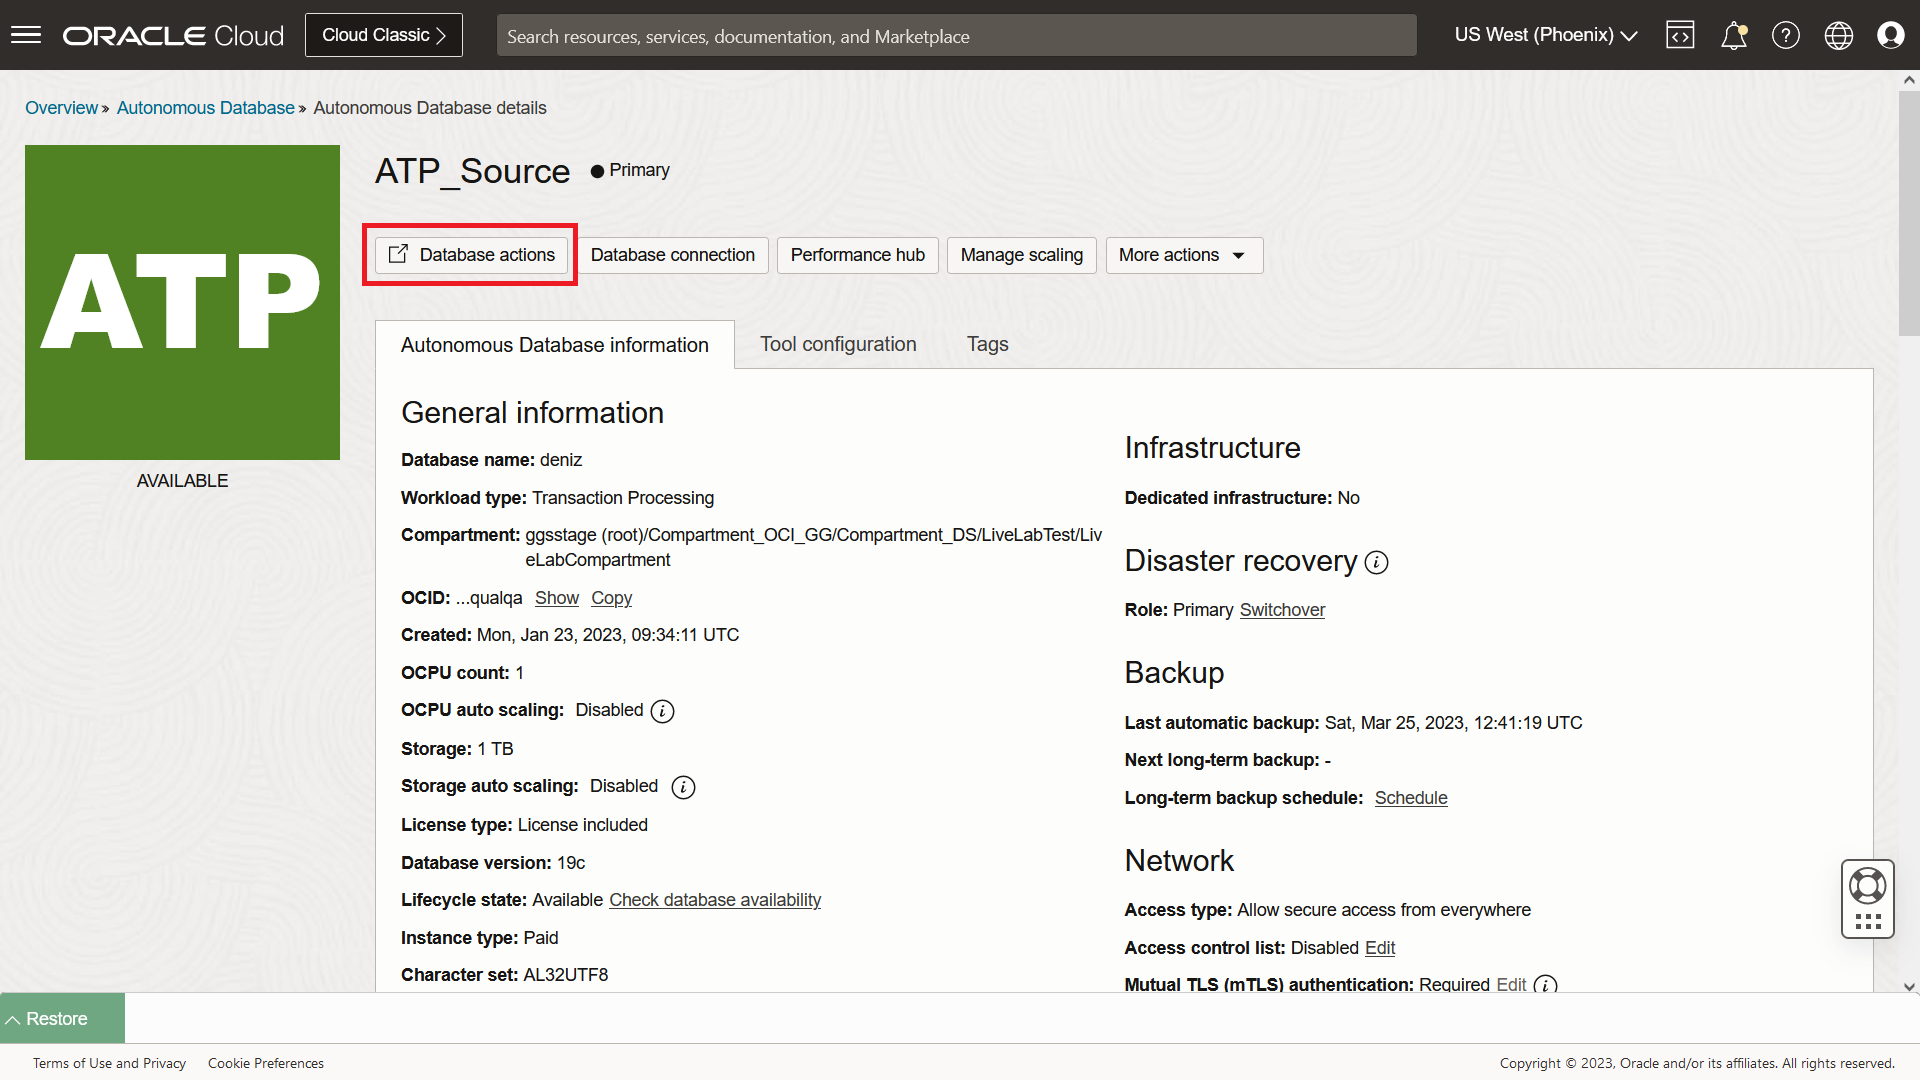 ORACLE Cloud
Cloud Classic
Search resources, services, documentation, and Marketplace
US West (Phoenix)
Overview » Autonomous Database » Autonomous Database details
ATP
AVAILABLE
ATP_Source
Primary
Database actions
Database connection
Performance hub
Manage scaling
More actions
Autonomous Database information
Tool configuration
Tags
General information
Database name: deniz
Workload type: Transaction Processing
Compartment: ggsstage (root)/Compartment_OCI_GG/Compartment_DS/LiveLabTest/Liv
eLabCompartment
OCID: ...qualqa Show Copy
Created: Mon, Jan 23, 2023, 09:34:11 UTC
OCPU count: 1
OCPU auto scaling: Disabled
Storage: 1 TB
Storage auto scaling: Disabled
License type: License included
Database version: 19c
Lifecycle state: Available Check database availability
Instance type: Paid
Character set: AL32UTF8
Infrastructure
Dedicated infrastructure: No
Disaster recovery
Role: Primary Switchover
Backup
Last automatic backup: Sat, Mar 25, 2023, 12:41:19 UTC
Next long-term backup: -
Long-term backup schedule: Schedule
Network
Access type: Allow secure access from everywhere
Access control list: Disabled Edit
Mutual TLS (mTLS) authentication: Required Edit
Restore
Terms of Use and Privacy
Cookie Preferences
Copyright © 2023, Oracle and/or its affiliates. All rights reserved.